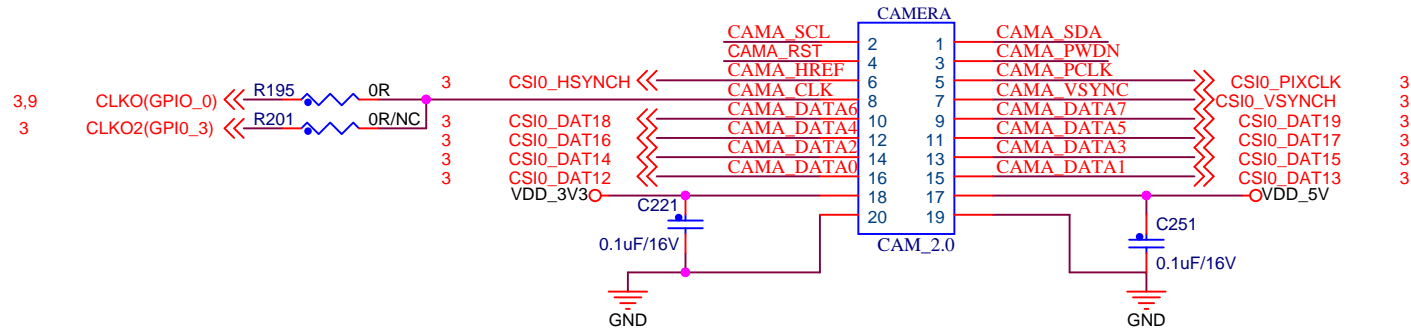 CAMERA
CAMA_SCL 2 1 CAMA_SDA
CAMA_RST 4 3 CAMA_PWDN
3 CSI0_HSYNCH CAMA_HREF 6 5 CAMA_PCLK CSI0_PIXCLK 3
3,9 CLKO(GPIO_0) R195 0R CAMA_CLK 8 7 CAMA_VSYNC CSI0_VSYNCH 3
3 CLKO2(GPI0_3) R201 0R/NC
3 CSI0_DAT18 CAMA_DATA6 10 9 CAMA_DATA7 CSI0_DAT19 3
3 CSI0_DAT16 CAMA_DATA4 12 11 CAMA_DATA5 CSI0_DAT17 3
3 CSI0_DAT14 CAMA_DATA2 14 13 CAMA_DATA3 CSI0_DAT15 3
3 CSI0_DAT12 CAMA_DATA0 16 15 CAMA_DATA1 CSI0_DAT13 3
VDD_3V3 18 17 VDD_5V
C221 20 19 C251
0.1uF/16V CAM_2.0 0.1uF/16V
GND GND